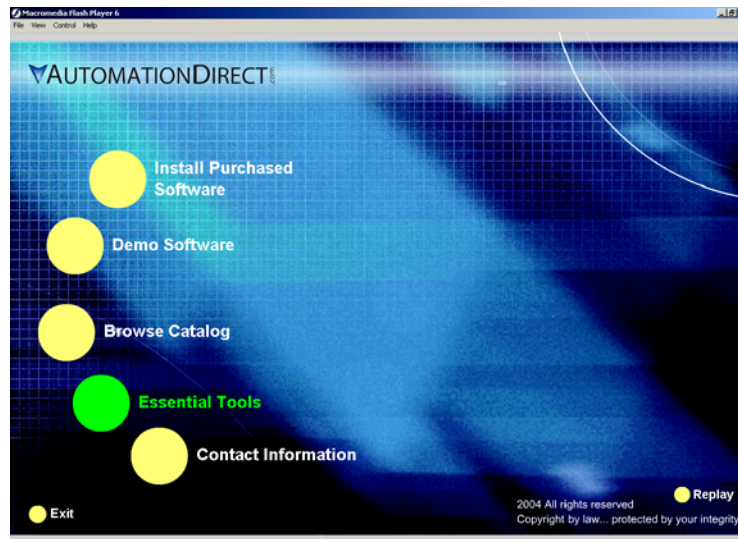 Macromedia Flash Player 6
File View Control Help
AUTOMATIONDIRECT.com
Install Purchased
Software
Demo Software
Browse Catalog
Essential Tools
Contact Information
Exit
Replay
2004 All rights reserved
Copyright by law... protected by your integrity